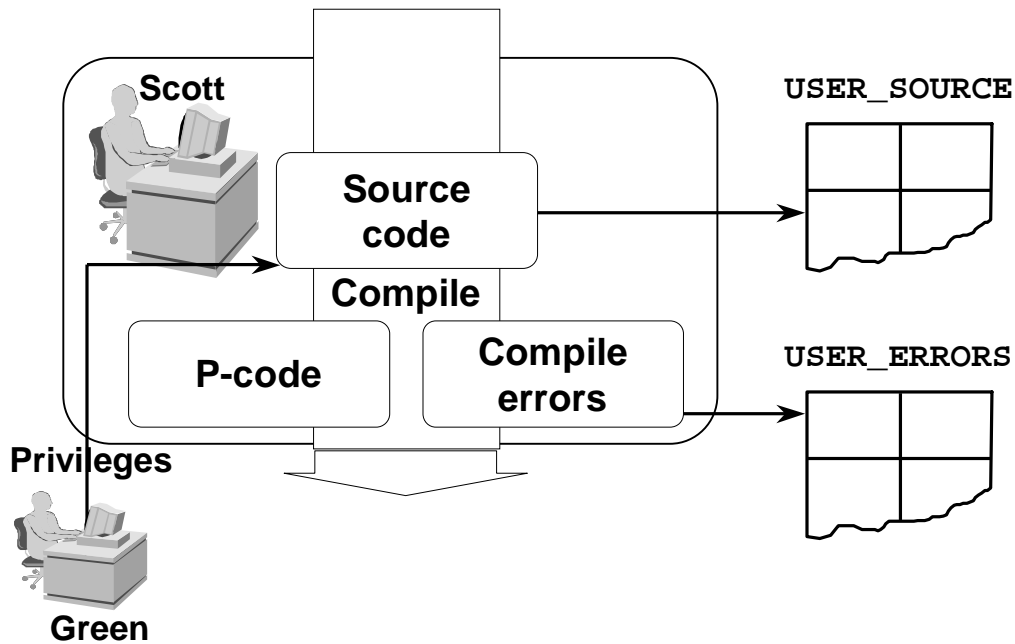 Scott
USER_SOURCE
Source
code
Compile
P-code
Compile
errors
USER_ERRORS
Privileges
Green